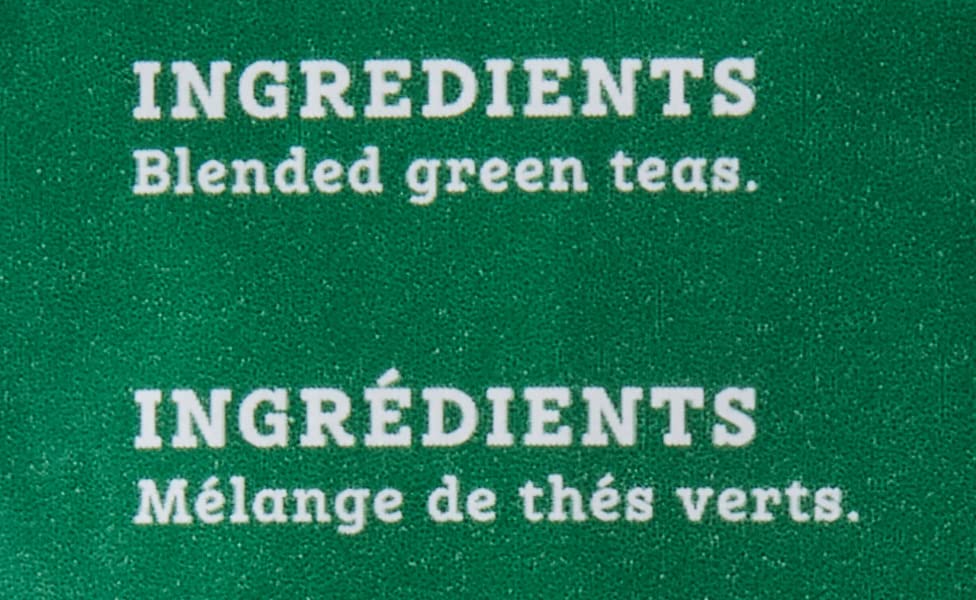 INGREDIENTS
Blended green teas.
INGRÉDIENTS
Mélange de thés verts.